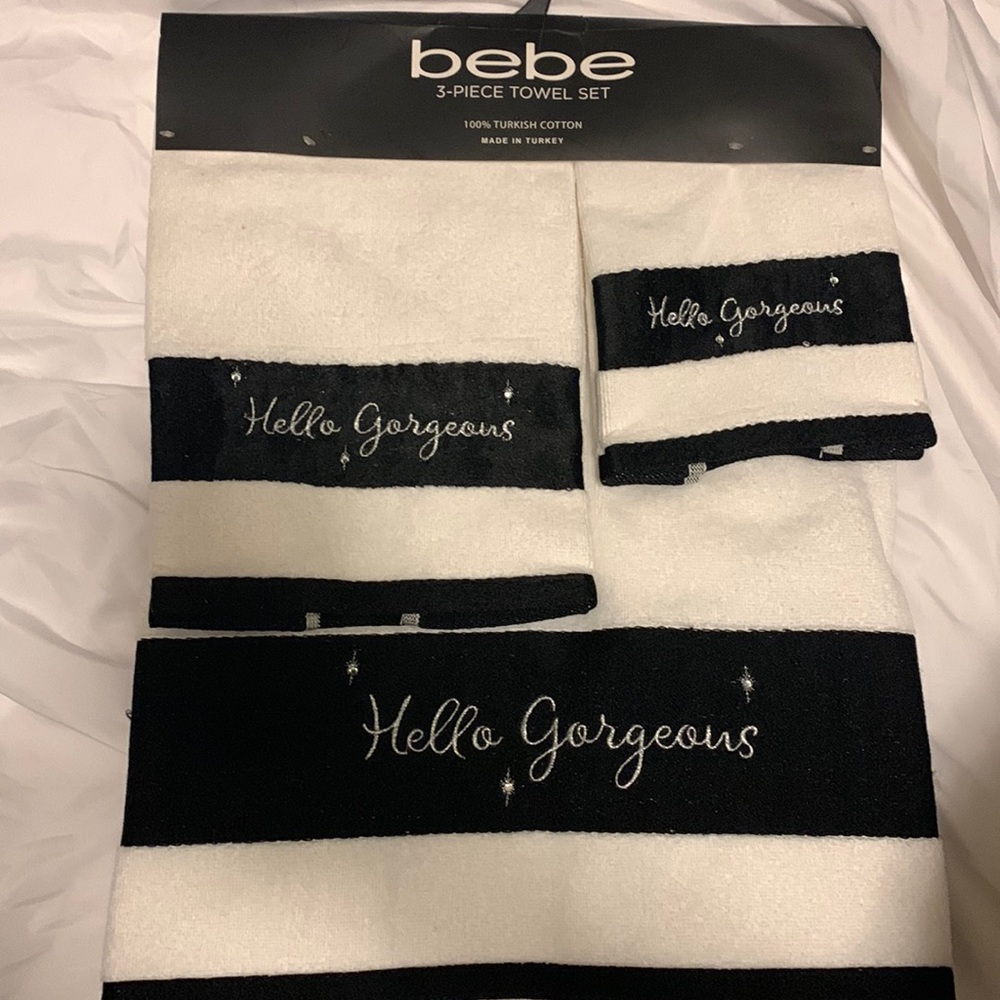 bebe
3-PIECE TOWEL SET
100% TURKISH COTTON
MADE IN TURKEY
Hello Gorgeous
Hello Gorgeous
Hello Gorgeous